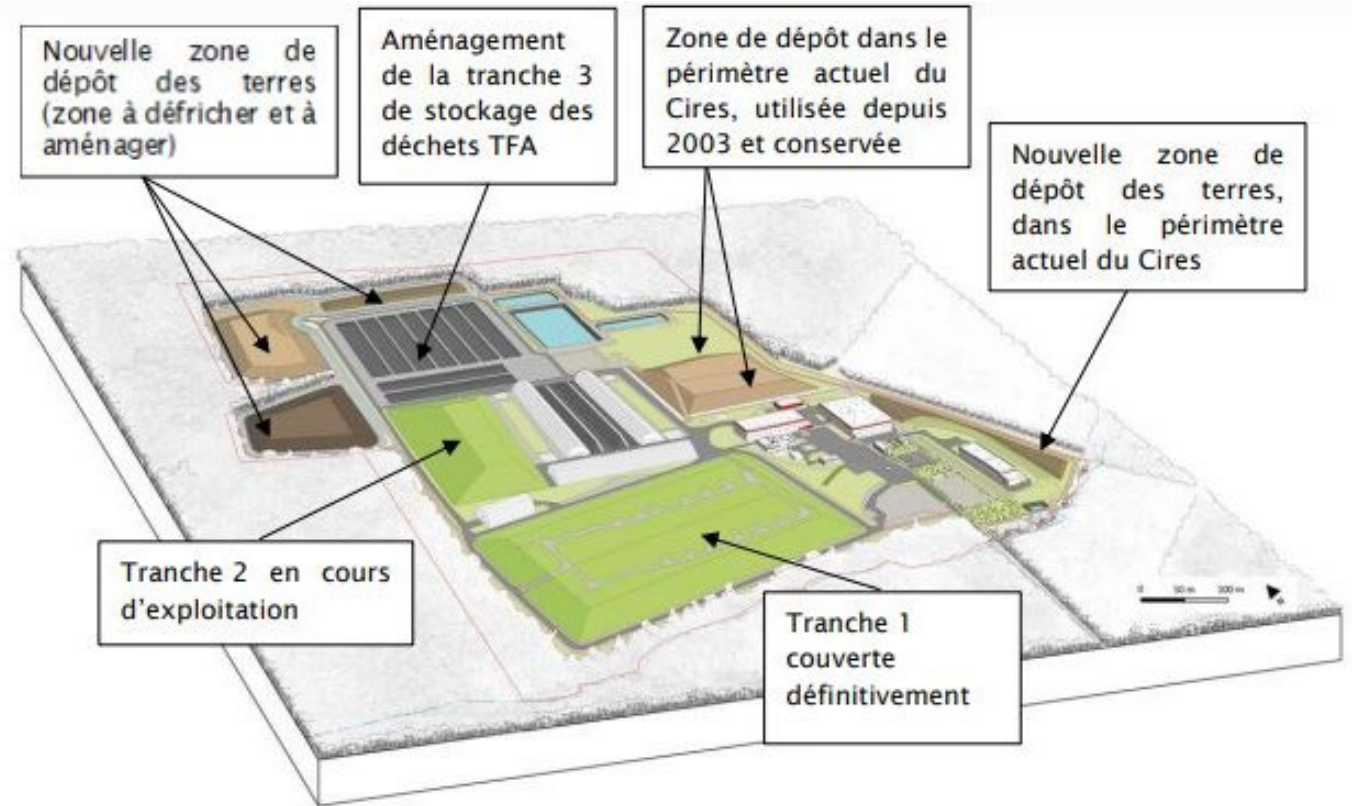 Nouvelle zone de
dépôt des terres
(zone à défricher et à
aménager)
Aménagement
de la tranche 3
de stockage des
déchets TFA
Zone de dépôt dans le
périmètre actuel du
Cires, utilisée depuis
2003 et conservée
Nouvelle zone de
dépôt des terres,
dans le périmètre
actuel du Cires
Tranche 2 en cours
d'exploitation
Tranche 1
couverte
définitivement
0 50 m 100 m